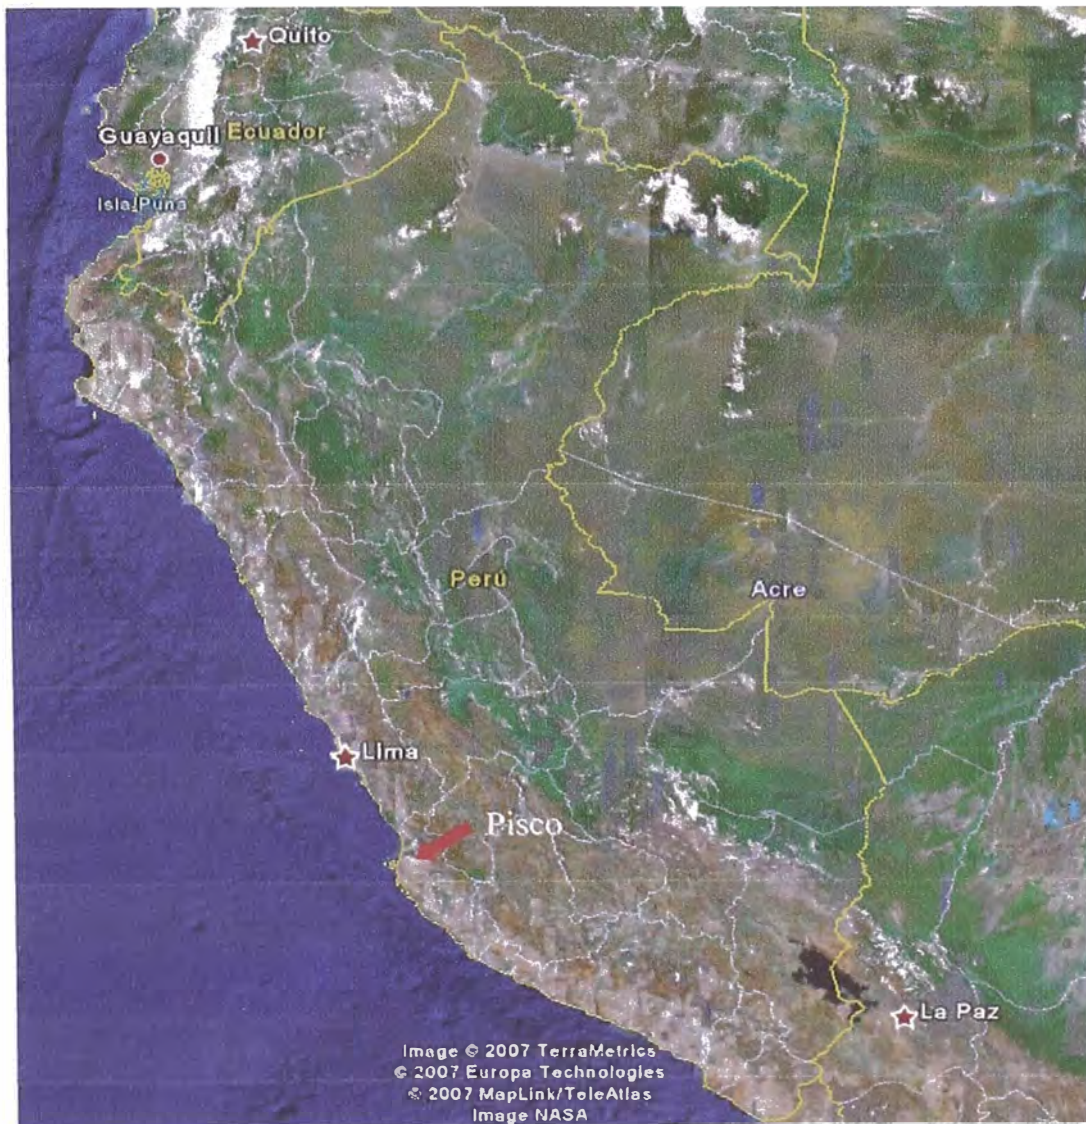 Quito
Guayaquil Ecuador
Isla Puna
Perú
Acre
Lima
Pisco
La Paz
Image © 2007 TerraMetrics
© 2007 Europa Technologies
© 2007 MapLink/TeleAtlas
Image NASA